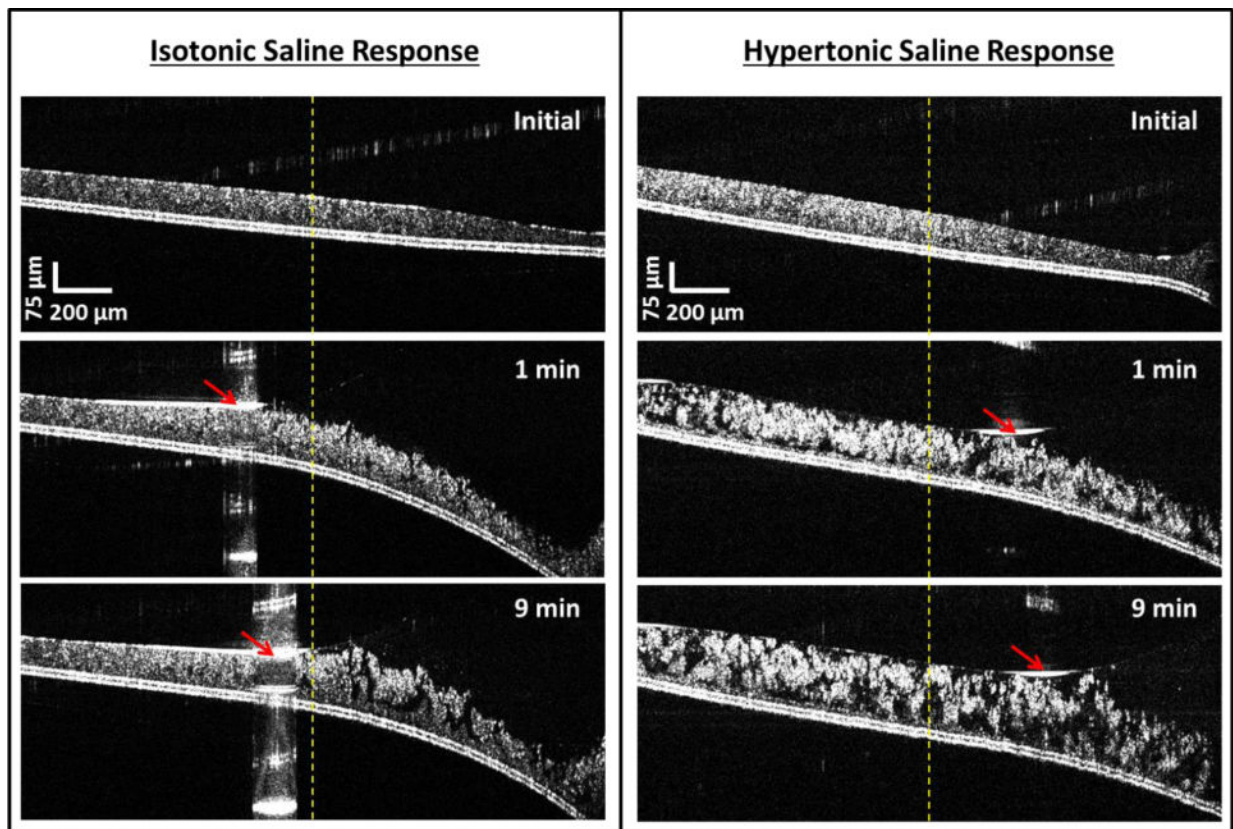 Isotonic Saline Response
Initial
75 µm
200 µm
1 min
9 min
Hypertonic Saline Response
Initial
75 µm
200 µm
1 min
9 min